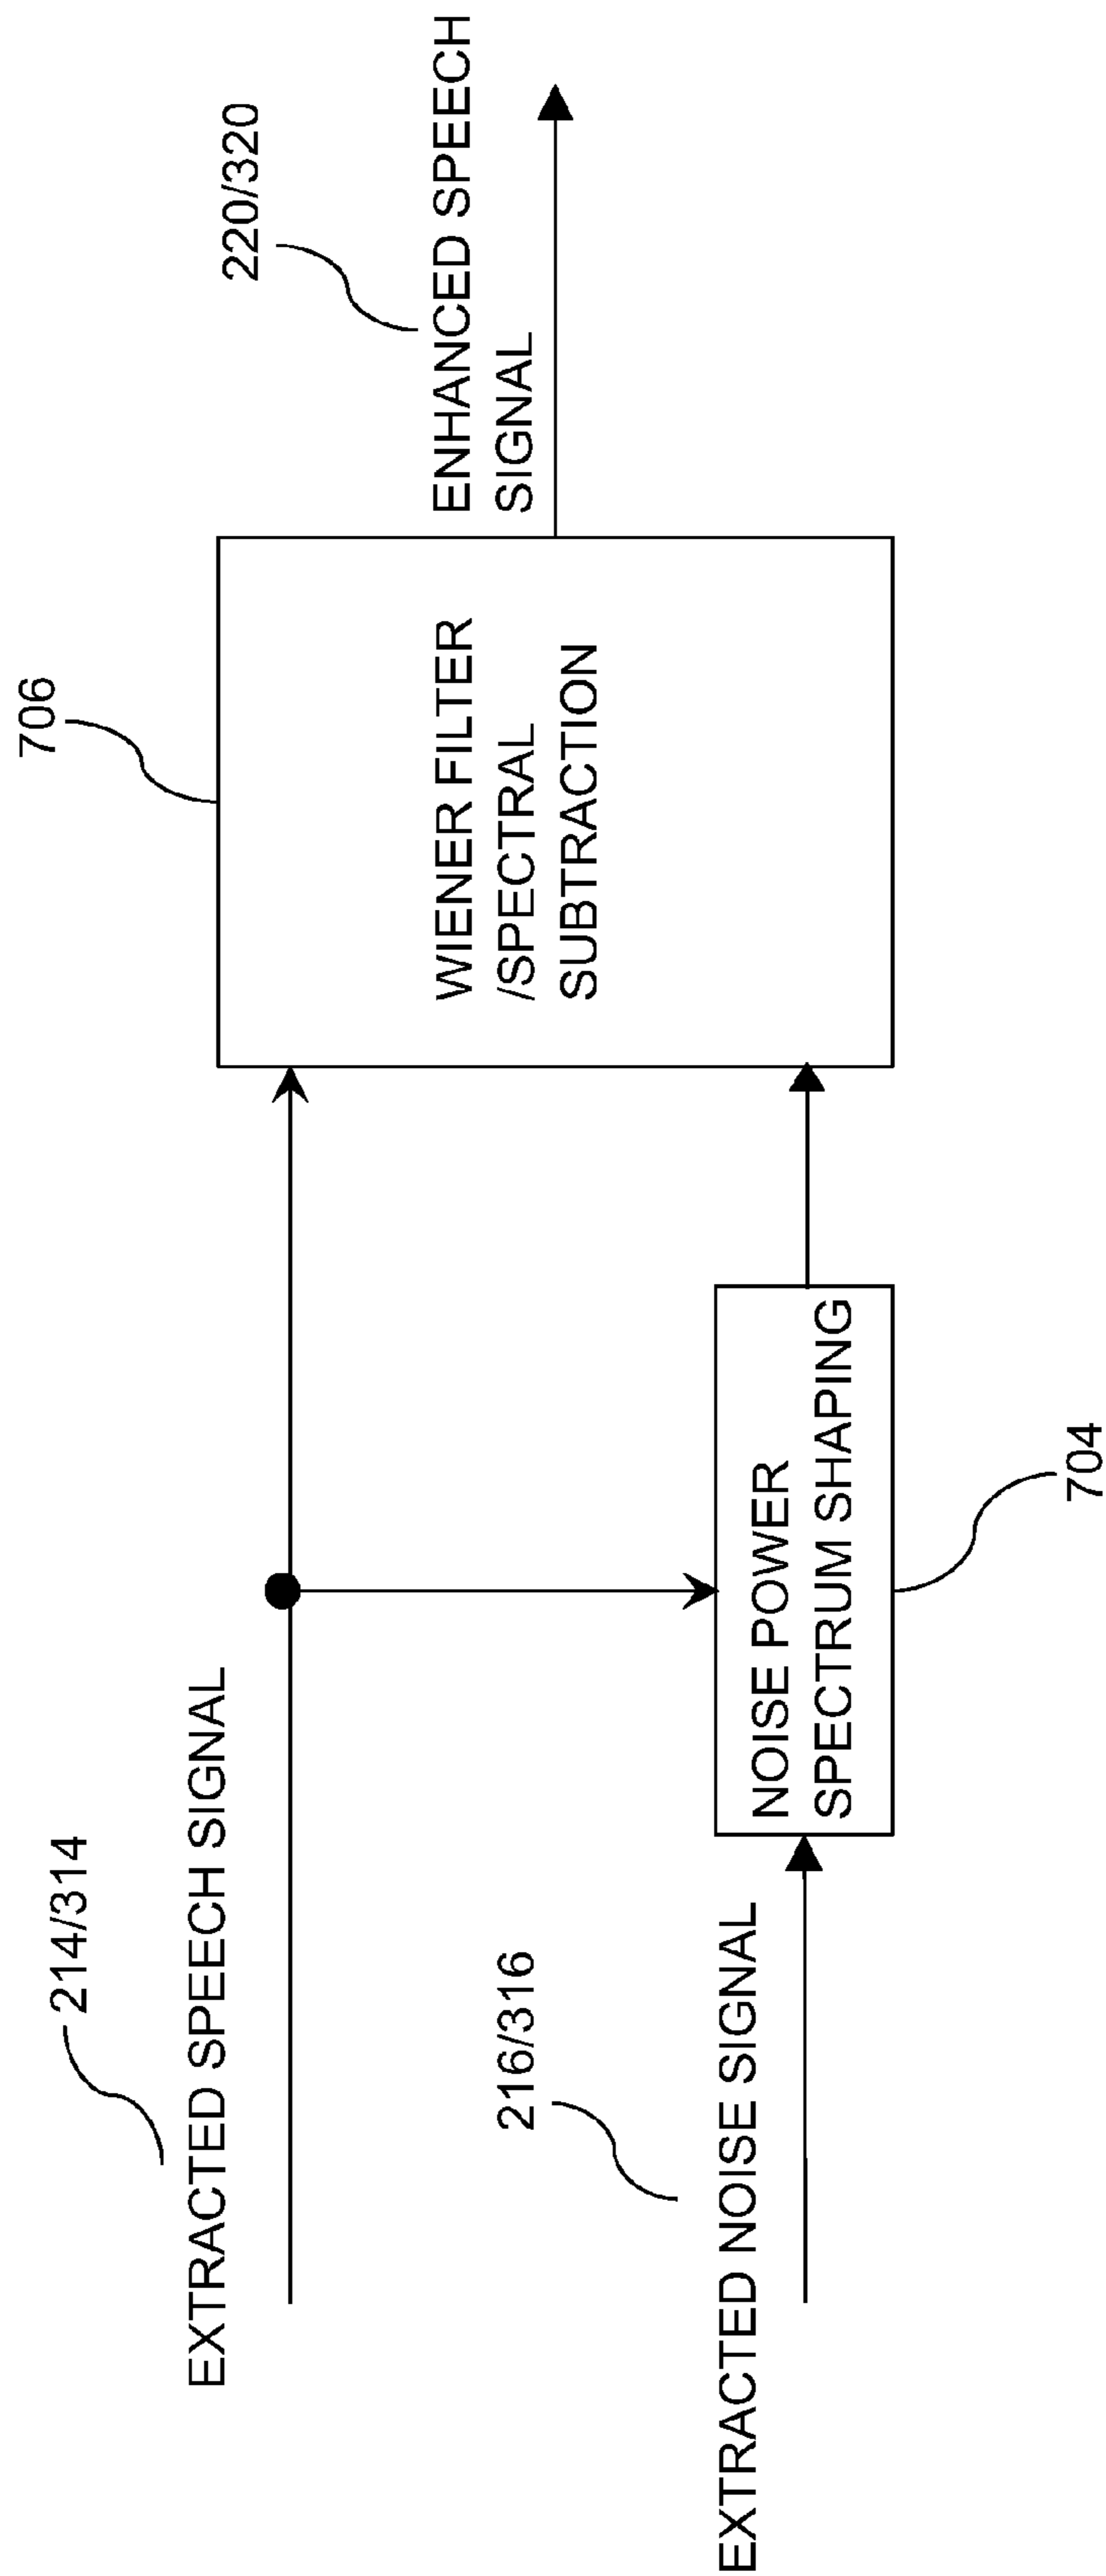 214/314
EXTRACTED SPEECH SIGNAL
216/316
EXTRACTED NOISE SIGNAL
NOISE POWER
SPECTRUM SHAPING
704
706
WIENER FILTER
/SPECTRAL
SUBTRACTION
220/320
ENHANCED SPEECH
SIGNAL